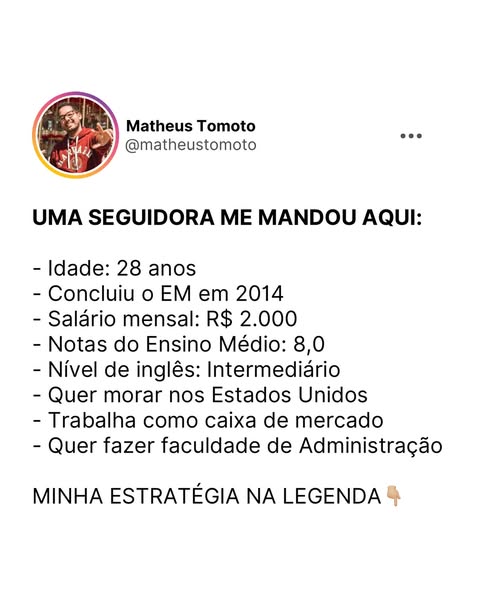 Matheus Tomoto
@matheustomoto
UMA SEGUIDORA ME MANDOU AQUI:
- Idade: 28 anos
- Concluiu o EM em 2014
- Salário mensal: R$ 2.000
- Notas do Ensino Médio: 8,0
- Nível de inglês: Intermediário
- Quer morar nos Estados Unidos
- Trabalha como caixa de mercado
- Quer fazer faculdade de Administração
MINHA ESTRATÉGIA NA LEGENDA👇🏼